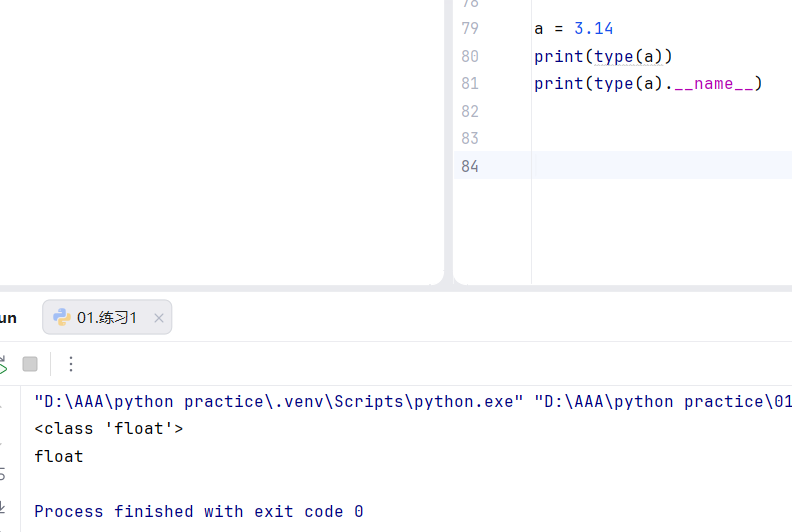 78
79 a = 3.14
80 print(type(a))
81 print(type(a).__name__)
82
83
84
un 01.练习1
"D:\AAA\python practice\.venv\Scripts\python.exe" "D:\AAA\python practice\01
<class 'float'>
float
Process finished with exit code 0